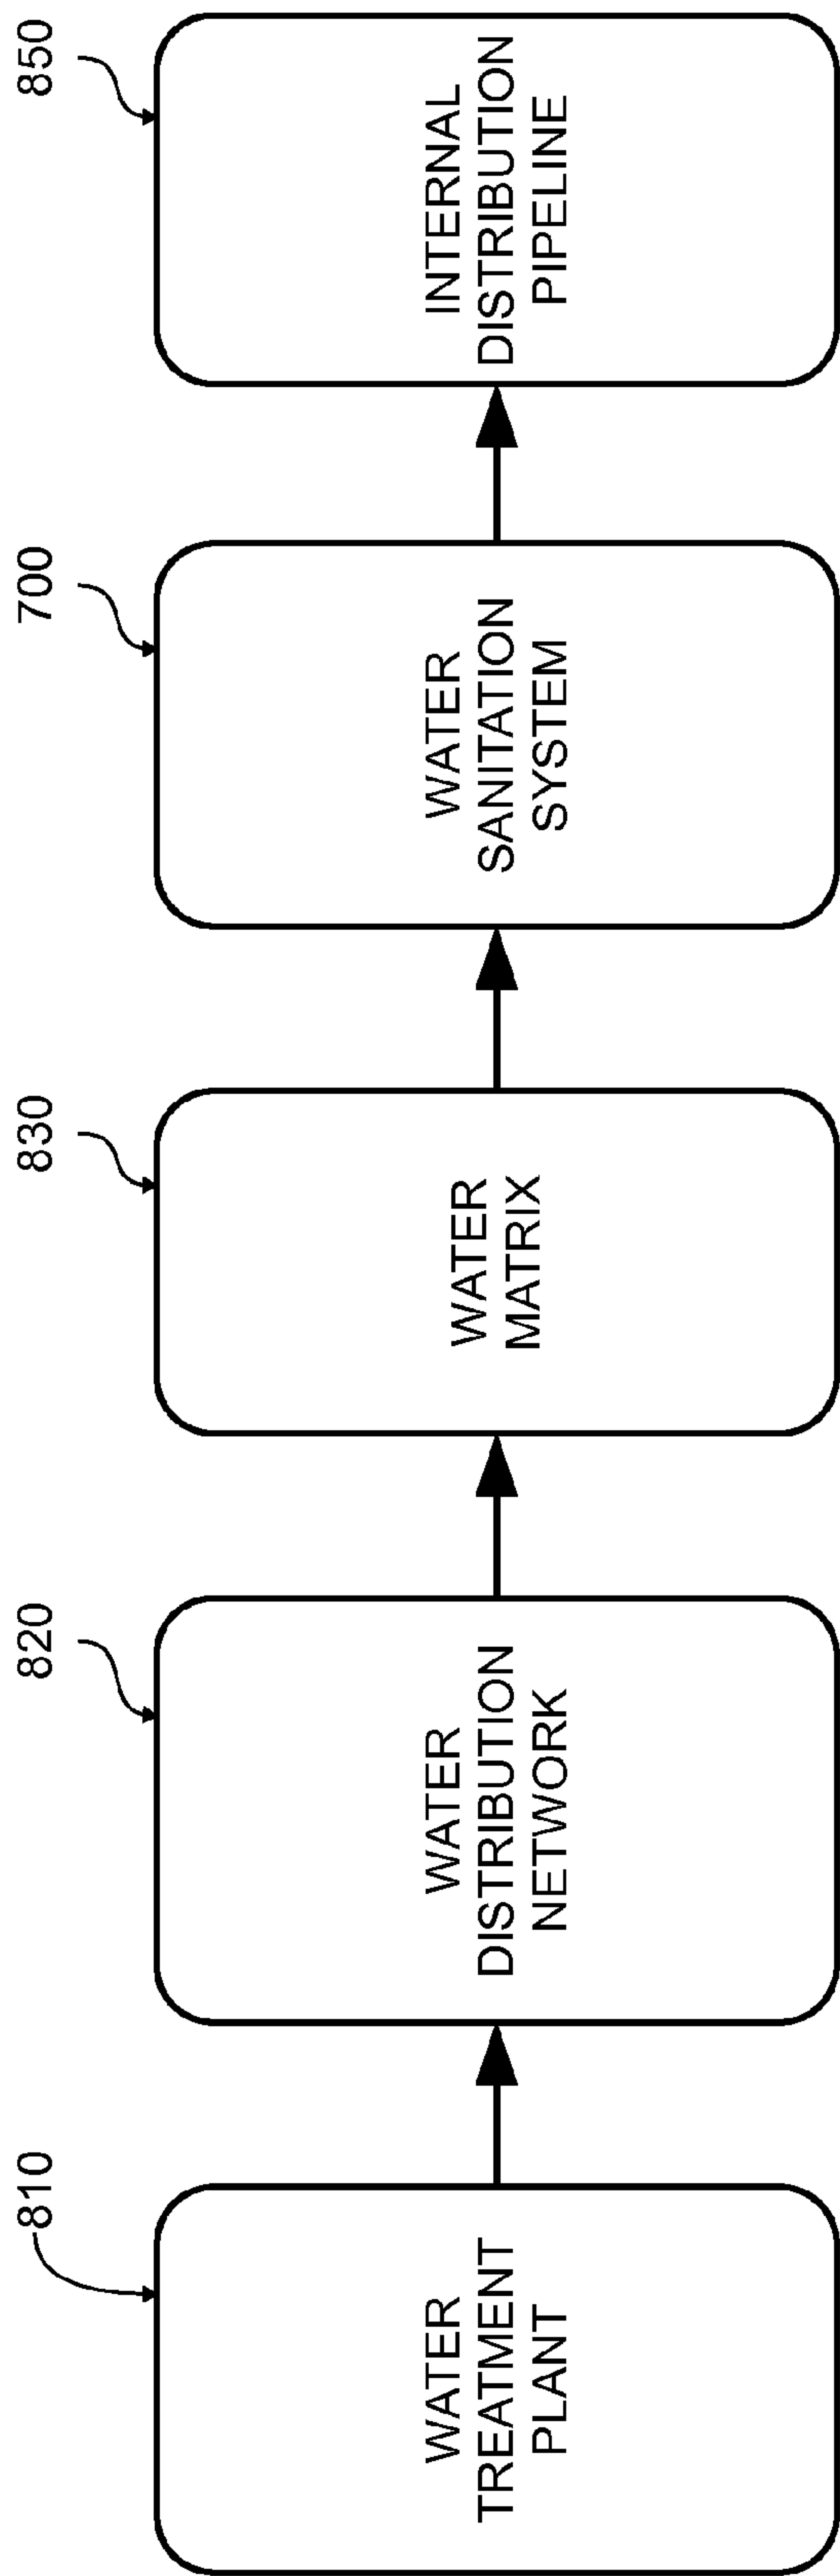 810
WATER
TREATMENT
PLANT
820
WATER
DISTRIBUTION
NETWORK
830
WATER
MATRIX
700
WATER
SANITATION
SYSTEM
850
INTERNAL
DISTRIBUTION
PIPELINE